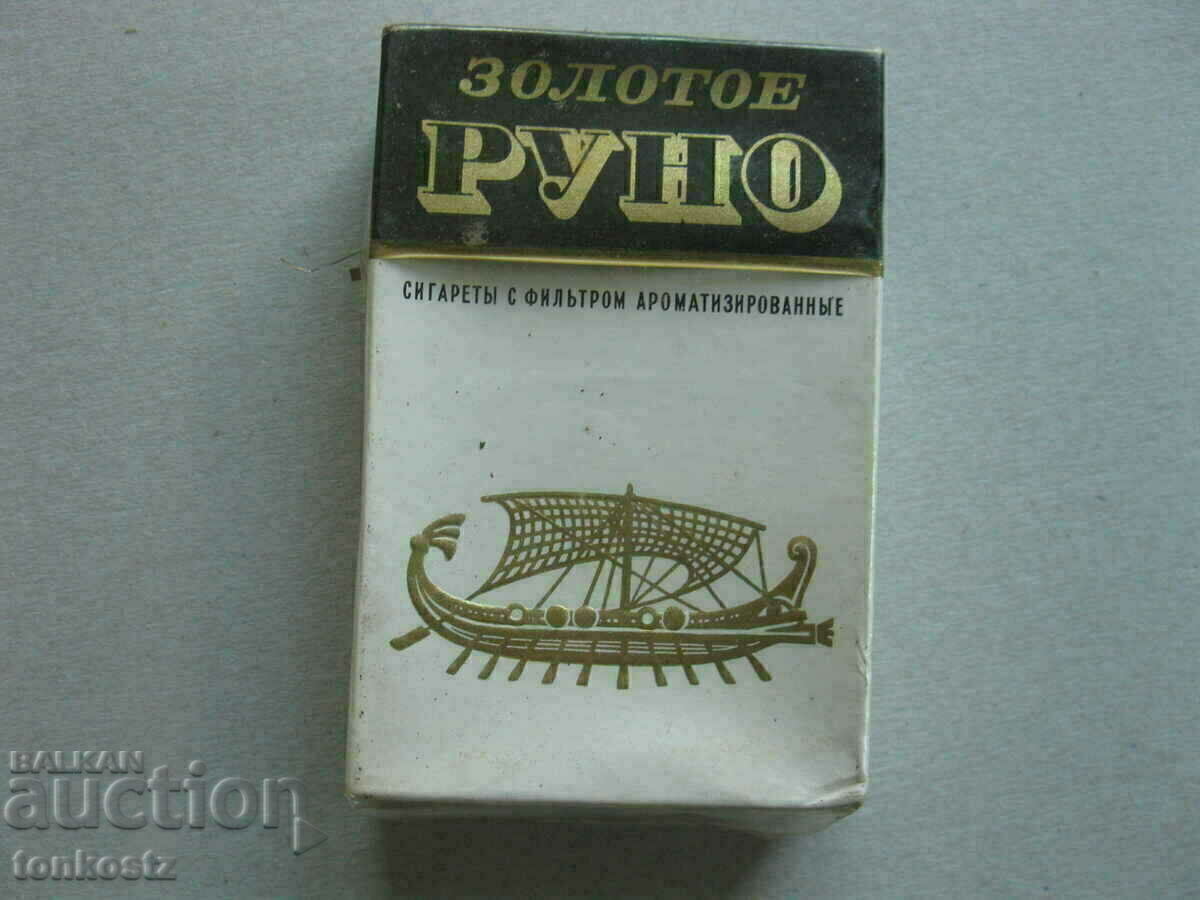 ЗОЛОТОЕ
РУНО
СИГАРЕТЫ С ФИЛЬТРОМ АРОМАТИЗИРОВАННЫЕ
BALKAN
auction
tonkostz